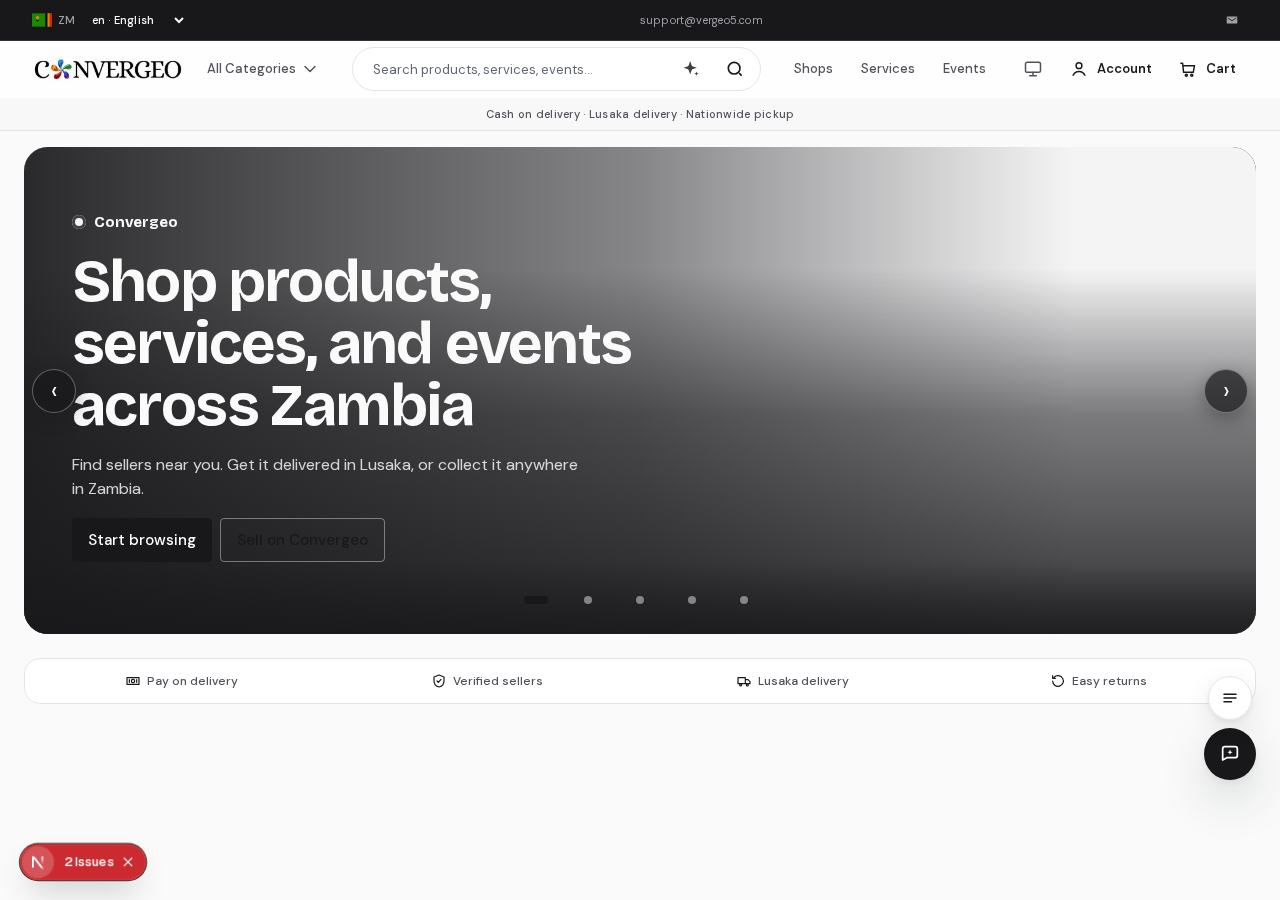 ZM
en · English
support@vergeo5.com
CONVERGEO
All Categories
Search products, services, events...
Shops
Services
Events
Account
Cart
Cash on delivery · Lusaka delivery · Nationwide pickup
Convergeo
Shop products,
services, and events
across Zambia
Find sellers near you. Get it delivered in Lusaka, or collect it anywhere
in Zambia.
Start browsing
Sell on Convergeo
Pay on delivery
Verified sellers
Lusaka delivery
Easy returns
N
2 Issues